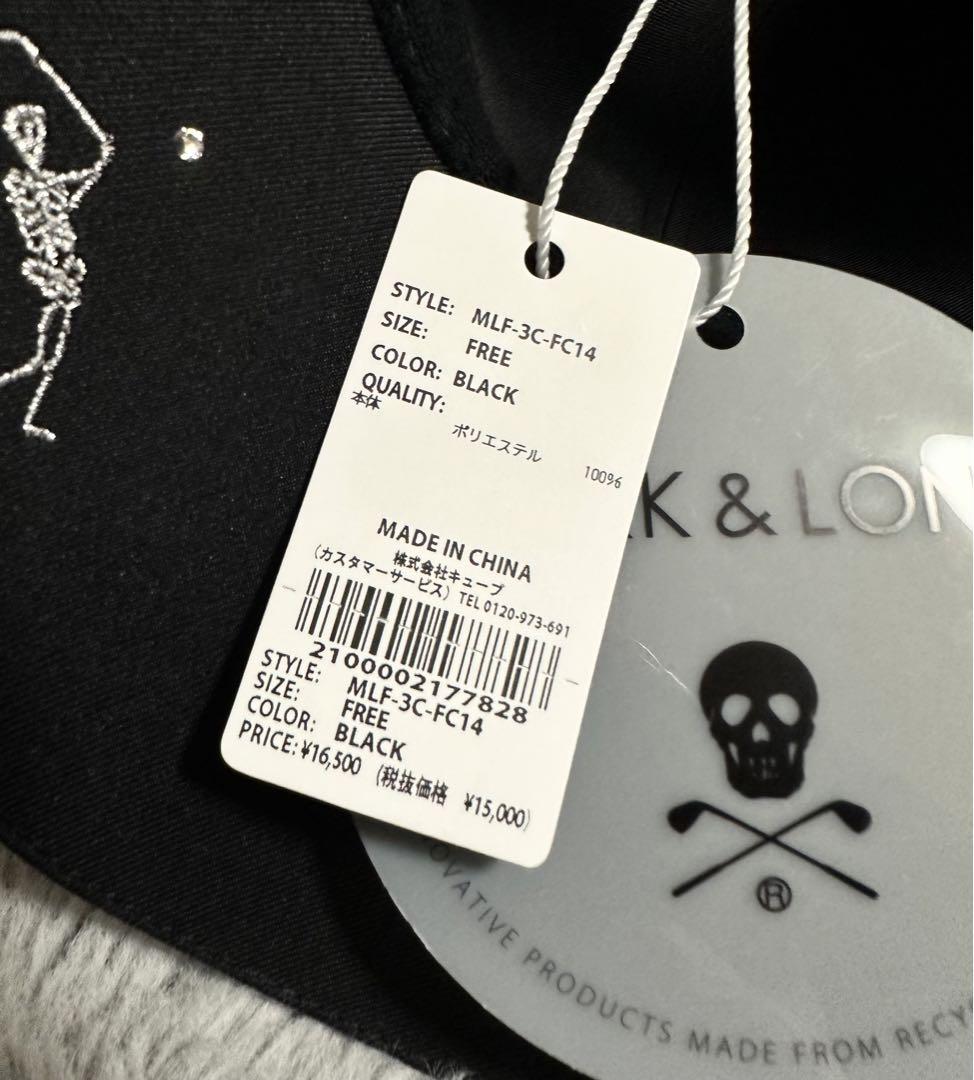 STYLE: MLF-3C-FC14
SIZE: FREE
COLOR: BLACK
QUALITY:
本体
ポリエステル 100%
MADE IN CHINA
株式会社キューブ
（カスタマーサービス）TEL 0120-973-691
2100002177828
STYLE: MLF-3C-FC14
SIZE: FREE
COLOR: BLACK
PRICE: ¥16,500 (税抜価格 ¥15,000)
K & LON
®
PRODUCTS MADE FROM